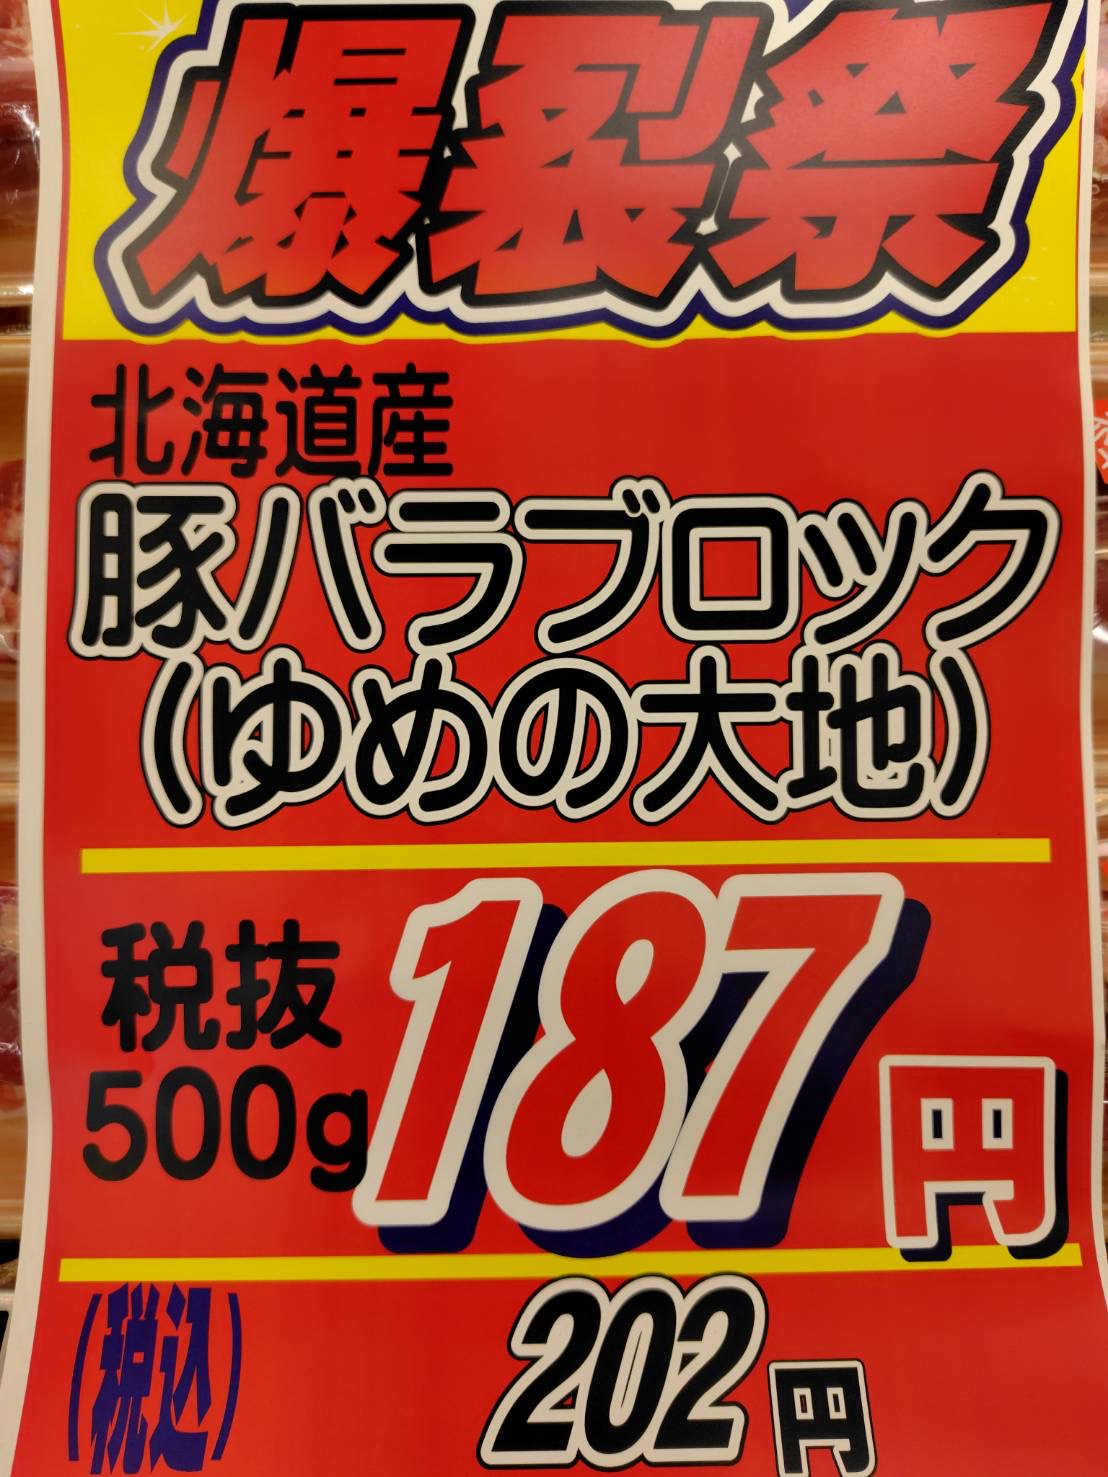 爆裂祭
北海道産
豚バラブロック
(ゆめの大地)
税抜
500g
187円
(税込)
202円